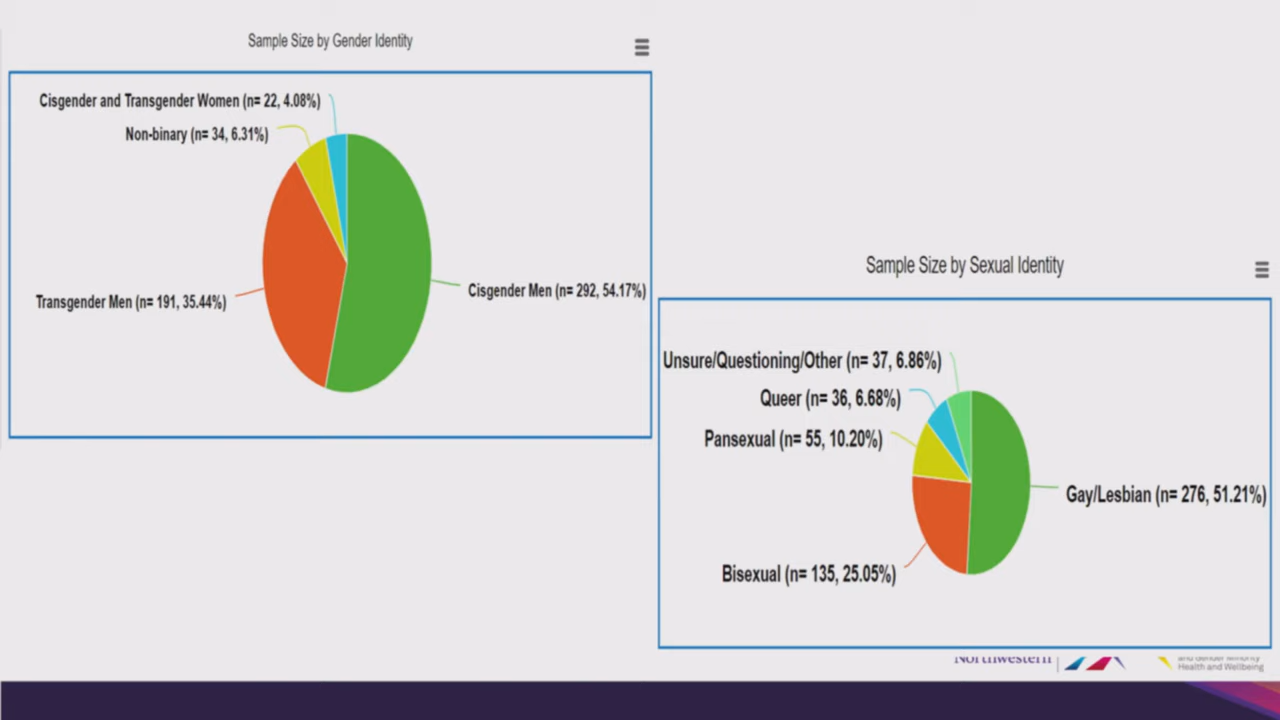 Sample Size by Gender Identity
Cisgender and Transgender Women (n= 22, 4.08%)
Non-binary (n= 34, 6.31%)
Transgender Men (n= 191, 35.44%)
Cisgender Men (n= 292, 54.17%)
Sample Size by Sexual Identity
Unsure/Questioning/Other (n= 37, 6.86%)
Queer (n= 36, 6.68%)
Pansexual (n= 55, 10.20%)
Gay/Lesbian (n= 276, 51.21%)
Bisexual (n= 135, 25.05%)
Northwestern
and Gender Minority
Health and Wellbeing